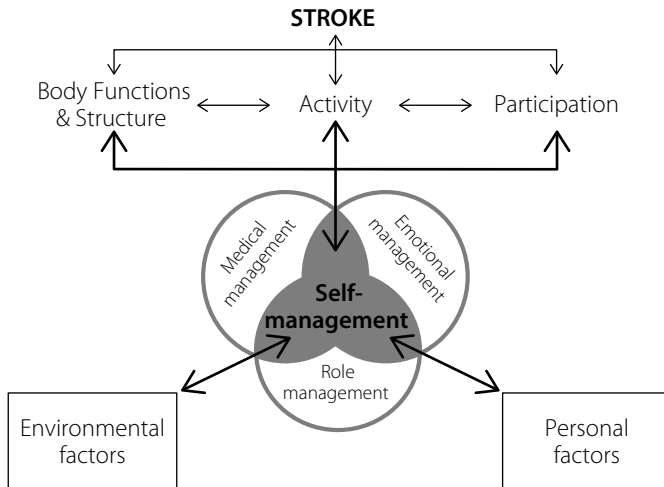 STROKE
Body Functions
& Structure
Activity
Participation
Medical
management
Emotional
management
Self-
management
Role
management
Environmental
factors
Personal
factors